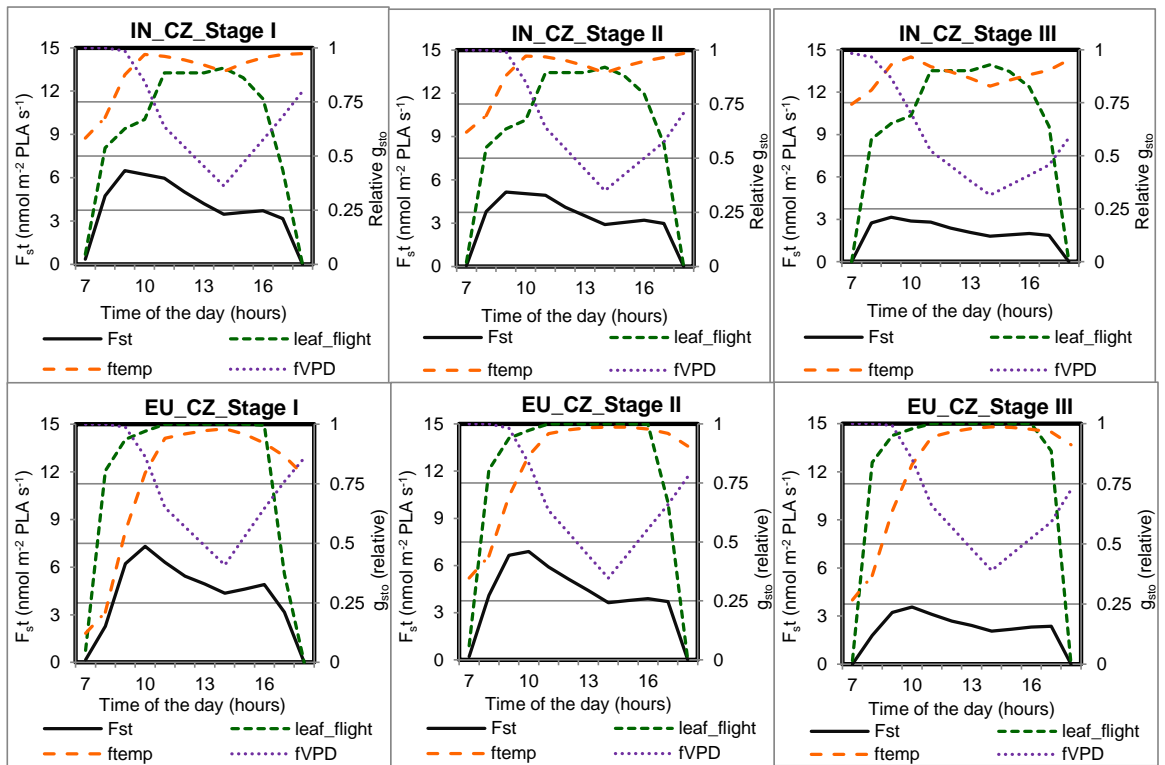 IN_CZ_Stage I
15
12
9
6
3
0
Fst (nmol m-2 PLA s-1)
1
0.75
0.5
0.25
0
Relative gsto
7 10 13 16
Time of the day (hours)
Fst leaf_flight
ftemp fVPD
IN_CZ_Stage II
15
12
9
6
3
0
Fst (nmol m-2 PLA s-1)
1
0.75
0.5
0.25
0
Relative gsto
7 10 13 16
Time of the day (hours)
Fst leaf_flight
ftemp fVPD
IN_CZ_Stage III
15
12
9
6
3
0
Fst (nmol m-2 PLA s-1)
1
0.75
0.5
0.25
0
Relative gsto
7 10 13 16
Time of the day (hours)
Fst leaf_flight
ftemp fVPD
EU_CZ_Stage I
15
12
9
6
3
0
Fst (nmol m-2 PLA s-1)
1
0.75
0.5
0.25
0
gsto (relative)
7 10 13 16
Time of the day (hours)
Fst leaf_flight
ftemp fVPD
EU_CZ_Stage II
15
12
9
6
3
0
Fst (nmol m-2 PLA s-1)
1
0.75
0.5
0.25
0
gsto (relative)
7 10 13 16
Time of the day (hours)
Fst leaf_flight
ftemp fVPD
EU_CZ_Stage III
15
12
9
6
3
0
Fst (nmol m-2 PLA s-1)
1
0.75
0.5
0.25
0
gsto (relative)
7 10 13 16
Time of the day (hours)
Fst leaf_flight
ftemp fVPD